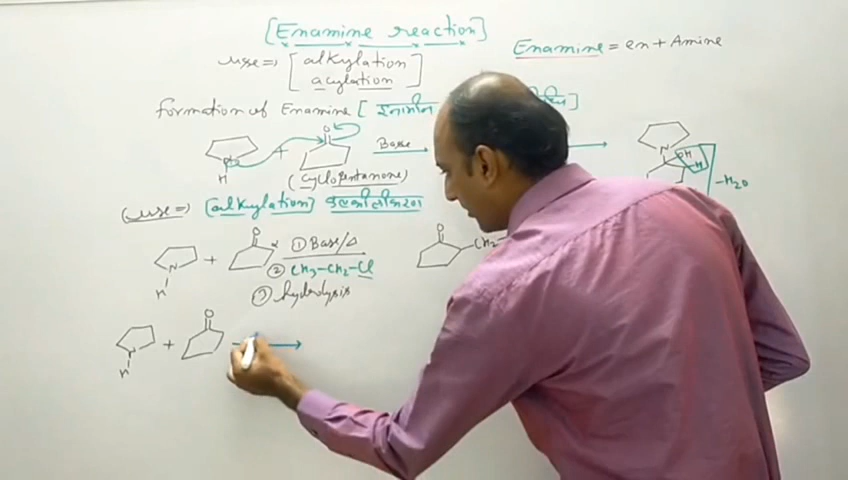 [Enamine reaction]
Enamine = en + Amine
use ⇒ [alkylation
acylation]
formation of Enamine [
+ O Base
N
H
(Cyclopentanone)
OH
H
-H₂O
(use ⇒) [alkylation]
N
H
+ O α ① Base/Δ
② CH₃-CH₂-Cl
③ hydrolysis
O CH₂-
N
H
+ O